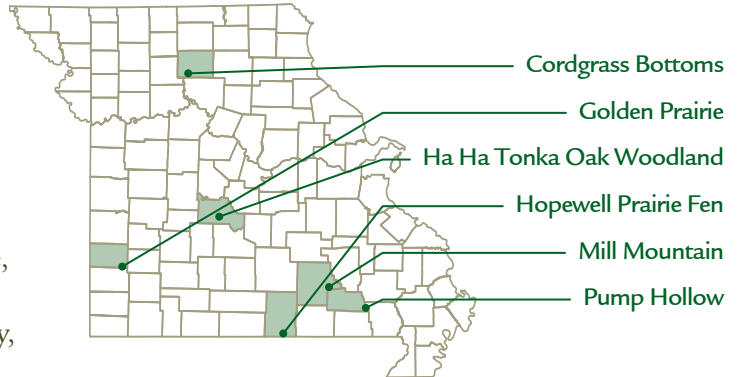 Cordgrass Bottoms
Golden Prairie
Ha Ha Tonka Oak Woodland
Hopewell Prairie Fen
Mill Mountain
Pump Hollow
,
y,